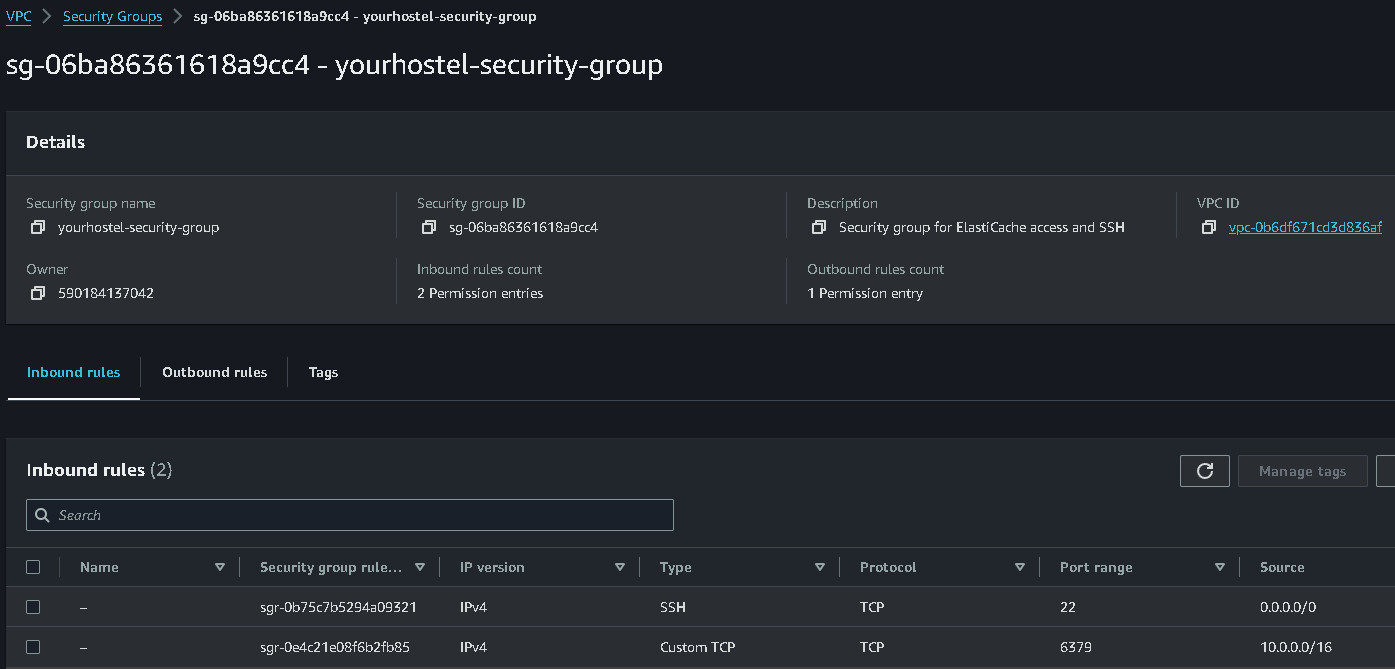 VPC > Security Groups > sg-06ba86361618a9cc4 - yourhostel-security-group
sg-06ba86361618a9cc4 - yourhostel-security-group
Details
Security group name
yourhostel-security-group
Security group ID
sg-06ba86361618a9cc4
Description
Security group for ElastiCache access and SSH
VPC ID
vpc-0b6df671cd3d836af
Owner
590184137042
Inbound rules count
2 Permission entries
Outbound rules count
1 Permission entry
Inbound rules Outbound rules Tags
Inbound rules (2)
Manage tags
Search
Name Security group rule... IP version Type Protocol Port range Source
– sgr-0b75c7b5294a09321 IPv4 SSH TCP 22 0.0.0.0/0
– sgr-0e4c21e08f6b2fb85 IPv4 Custom TCP TCP 6379 10.0.0.0/16